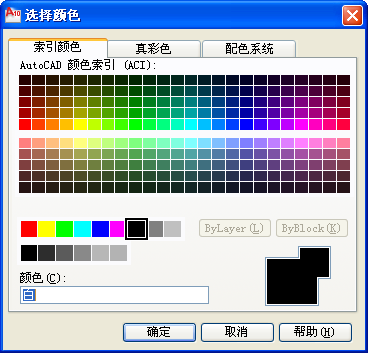 选择颜色
索引颜色 真彩色 配色系统
AutoCAD 颜色索引 (ACI):
ByLayer(L) ByBlock(K)
颜色(C):
白
确定 取消 帮助(H)